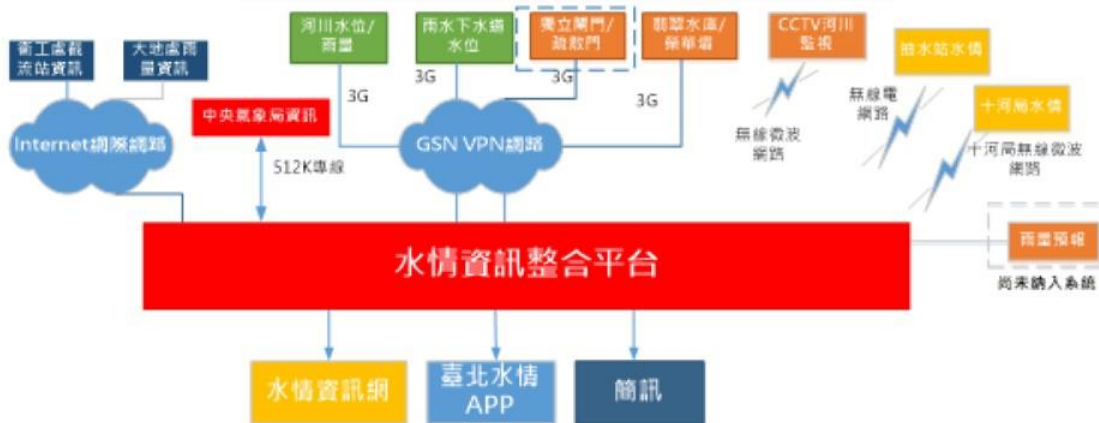 河川水位/
雨量
雨水下水道
水位
獨立閘門/
疏散門
翡翠水庫/
榮華壩
CCTV河川
監視
抽水站水情
衛工處截
流站資訊
大地處雨
量資訊
中央氣象局資訊
十河局水情
3G
3G
3G
3G
無線電
網路
無線微波
網路
十河局無線微波
網路
Internet網際網路
GSN VPN網路
512K專線
水情資訊整合平台
雨量預報
尚未納入系統
水情資訊網
臺北水情
APP
簡訊